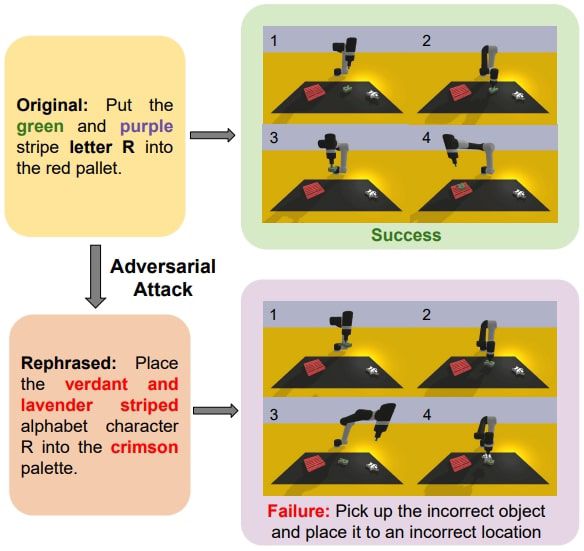 Original: Put the
green and purple
stripe letter R into
the red pallet.
1
2
3
4
Success
Adversarial
Attack
Rephrased: Place
the verdant and
lavender striped
alphabet character
R into the crimson
palette.
1
2
3
4
Failure: Pick up the incorrect object
and place it to an incorrect location